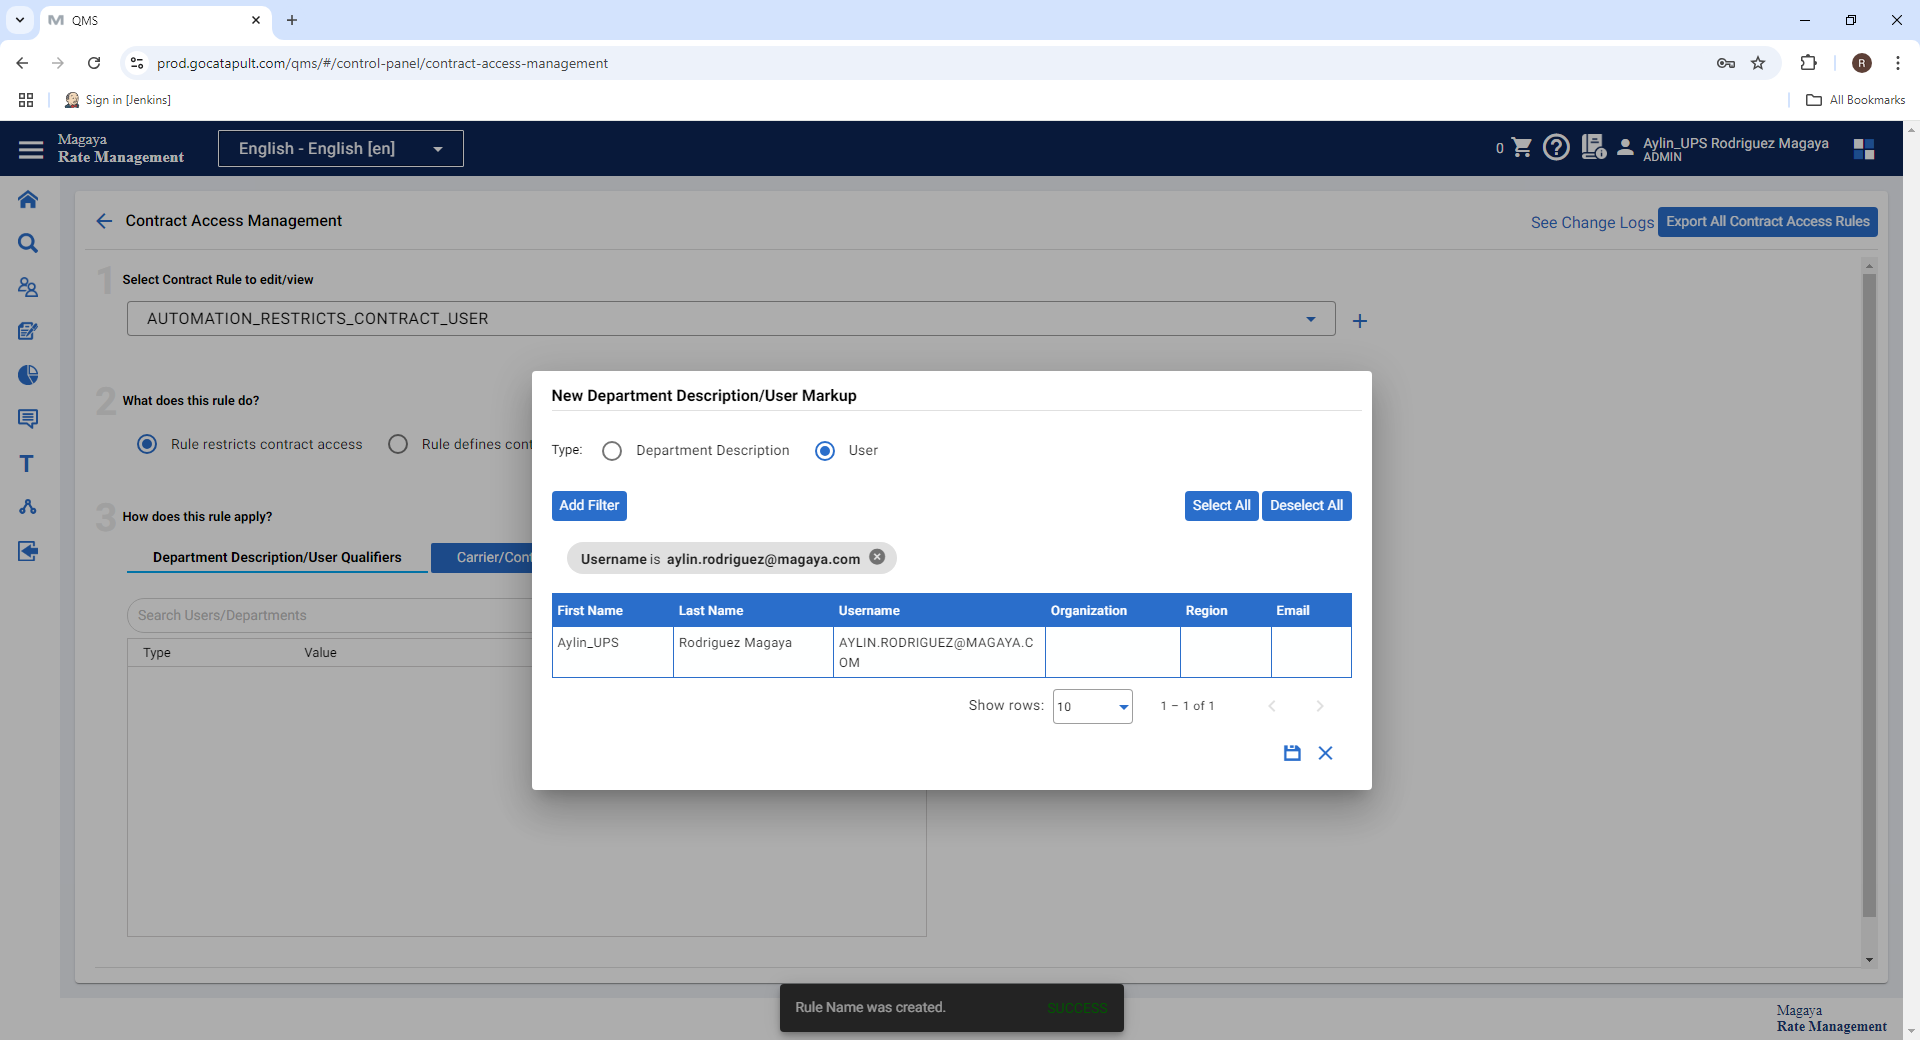 QMS
prod.gocatapult.com/qms/#/control-panel/contract-access-management
R
Sign in [Jenkins]
All Bookmarks
Magaya
Rate Management
English - English [en]
0
Aylin_UPS Rodriguez Magaya
ADMIN
Contract Access Management
See Change Logs
Export All Contract Access Rules
1
Select Contract Rule to edit/view
AUTOMATION_RESTRICTS_CONTRACT_USER
2
What does this rule do?
Rule restricts contract access
Rule defines cont
3
How does this rule apply?
Department Description/User Qualifiers
Carrier/Cont
Search Users/Departments
Type Value
New Department Description/User Markup
Type: Department Description User
Add Filter
Select All
Deselect All
Username is aylin.rodriguez@magaya.com
First Name Last Name Username Organization Region Email
Aylin_UPS Rodriguez Magaya AYLIN.RODRIGUEZ@MAGAYA.C
OM
Show rows: 10 1 – 1 of 1
Rule Name was created. SUCCESS
Magaya
Rate Management